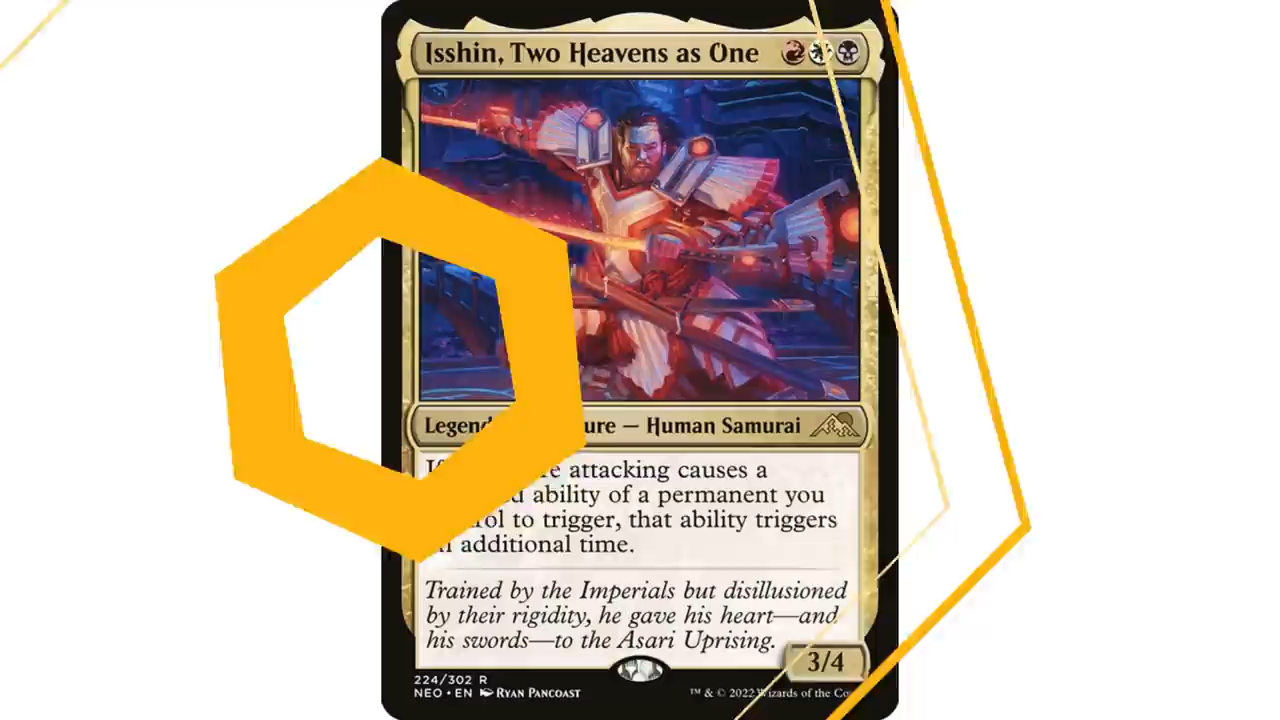 Isshin, Two Heavens as One
Legend ure — Human Samurai
If re attacking causes a
d ability of a permanent you
rol to trigger, that ability triggers
n additional time.
Trained by the Imperials but disillusioned
by their rigidity, he gave his heart—and
his swords—to the Asari Uprising.
3/4
224/302 R
NEO • EN Ryan Pancoast
™ & © 2022 Wizards of the Co